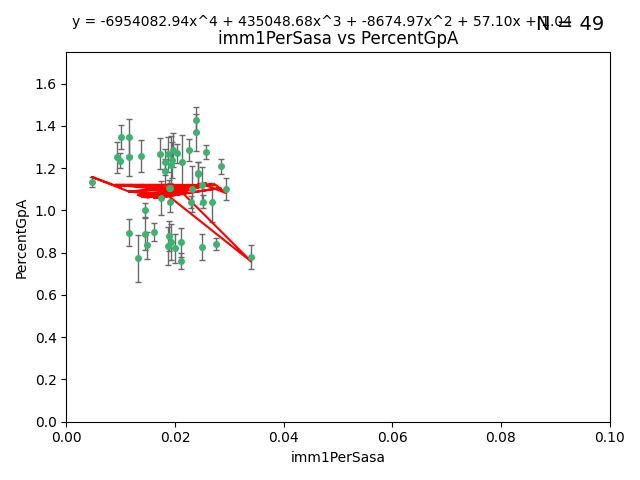 y = -6954082.94x^4 + 435048.68x^3 + -8674.97x^2 + 57.10x + 1.04
N = 49
imm1PerSasa vs PercentGpA
PercentGpA
1.6
1.4
1.2
1.0
0.8
0.6
0.4
0.2
0.0
0.00 0.02 0.04 0.06 0.08 0.10
imm1PerSasa